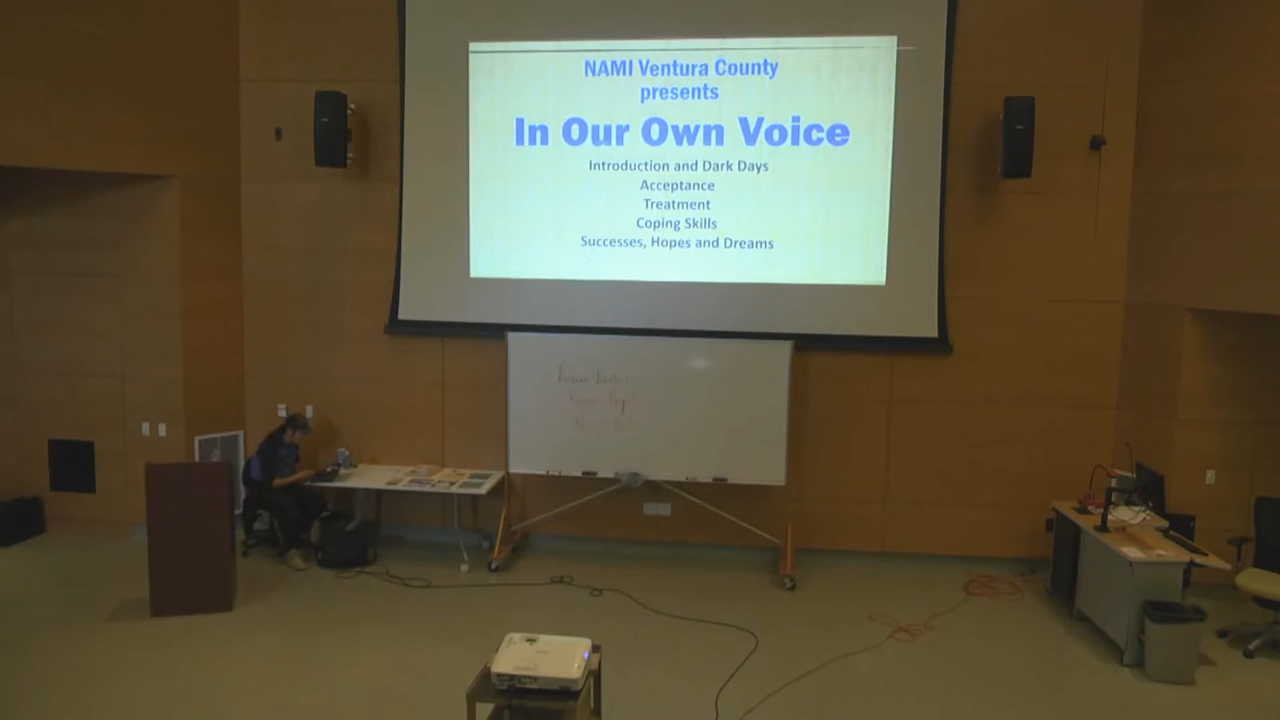 NAMI Ventura County
presents
In Our Own Voice
Introduction and Dark Days
Acceptance
Treatment
Coping Skills
Successes, Hopes and Dreams